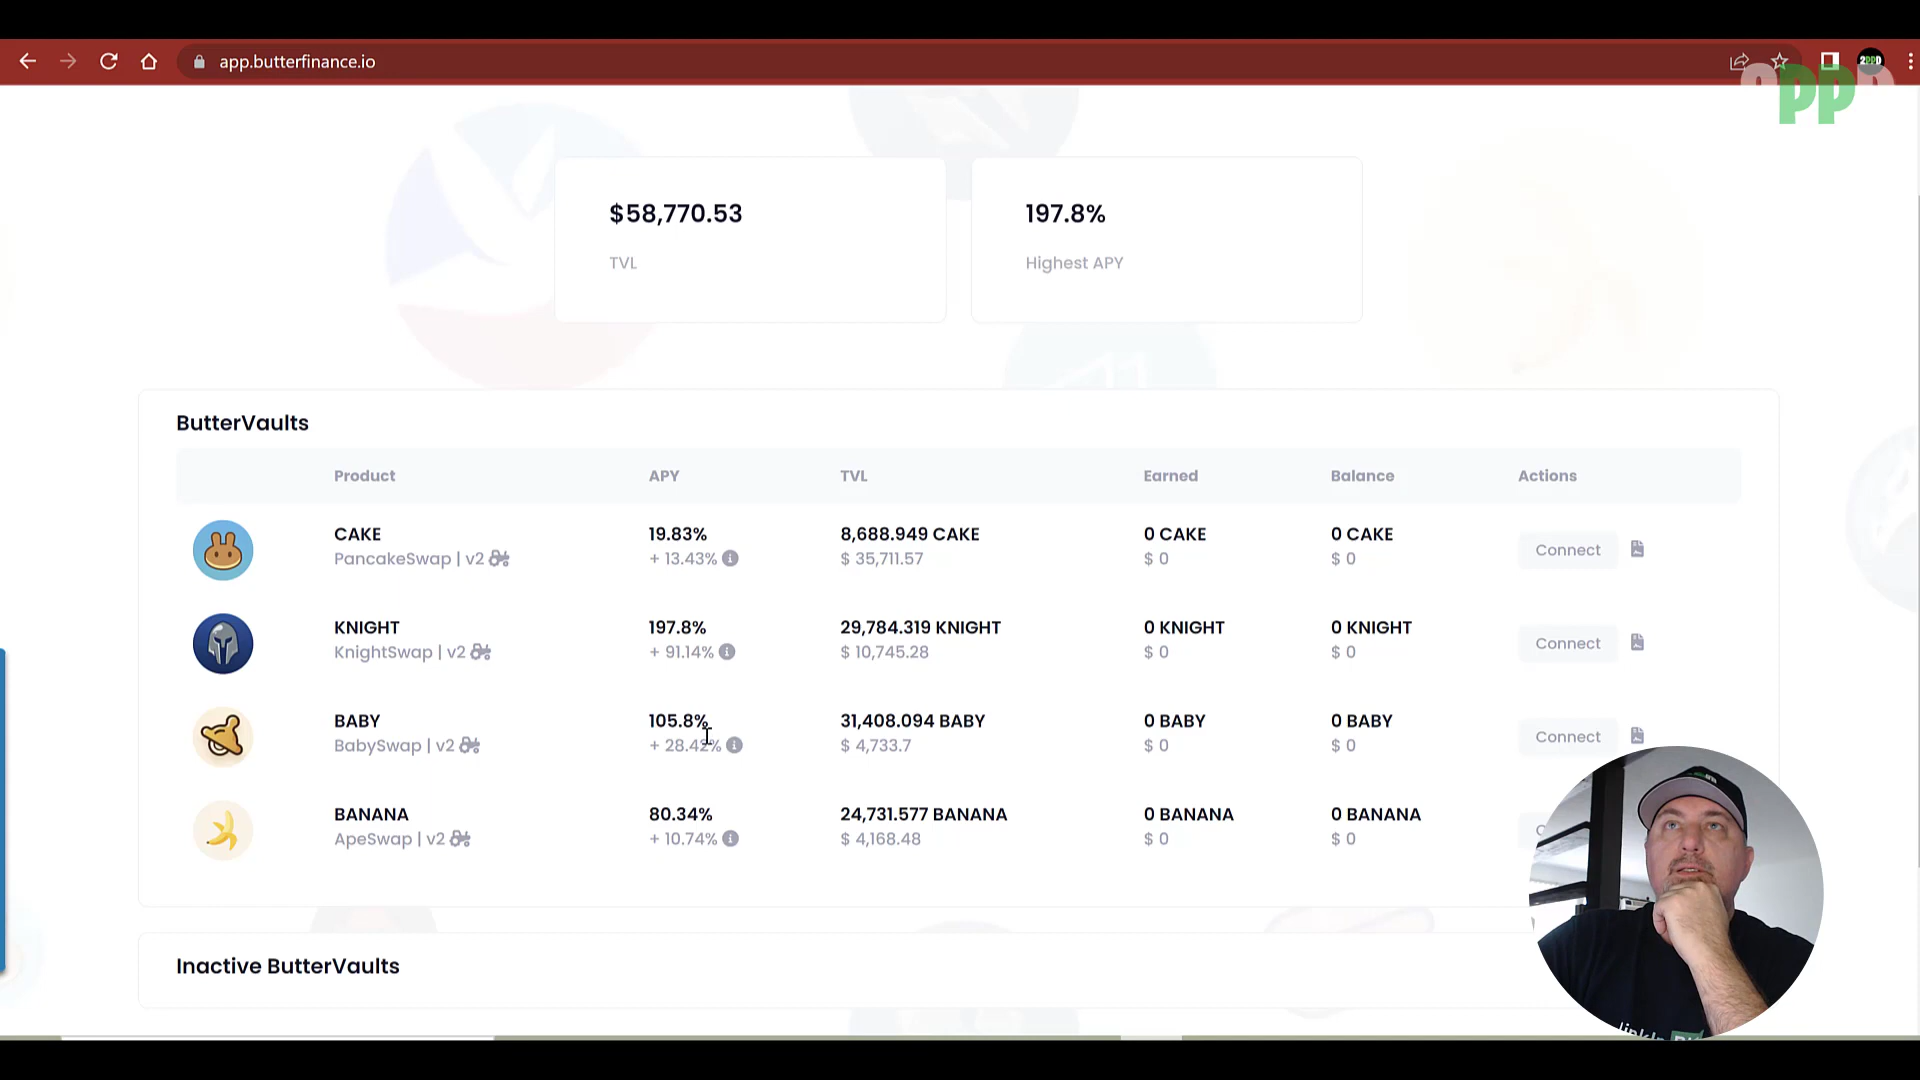 app.butterfinance.io
2PPD
PP
$58,770.53
TVL
197.8%
Highest APY
ButterVaults
Product APY TVL Earned Balance Actions
CAKE 19.83% 8,688.949 CAKE 0 CAKE 0 CAKE
PancakeSwap | v2 + 13.43% $ 35,711.57 $ 0 $ 0 Connect
KNIGHT 197.8% 29,784.319 KNIGHT 0 KNIGHT 0 KNIGHT
KnightSwap | v2 + 91.14% $ 10,745.28 $ 0 $ 0 Connect
BABY 105.8% 31,408.094 BABY 0 BABY 0 BABY
BabySwap | v2 + 28.42% $ 4,733.7 $ 0 $ 0 Connect
BANANA 80.34% 24,731.577 BANANA 0 BANANA 0 BANANA
ApeSwap | v2 + 10.74% $ 4,168.48 $ 0 $ 0
Inactive ButterVaults